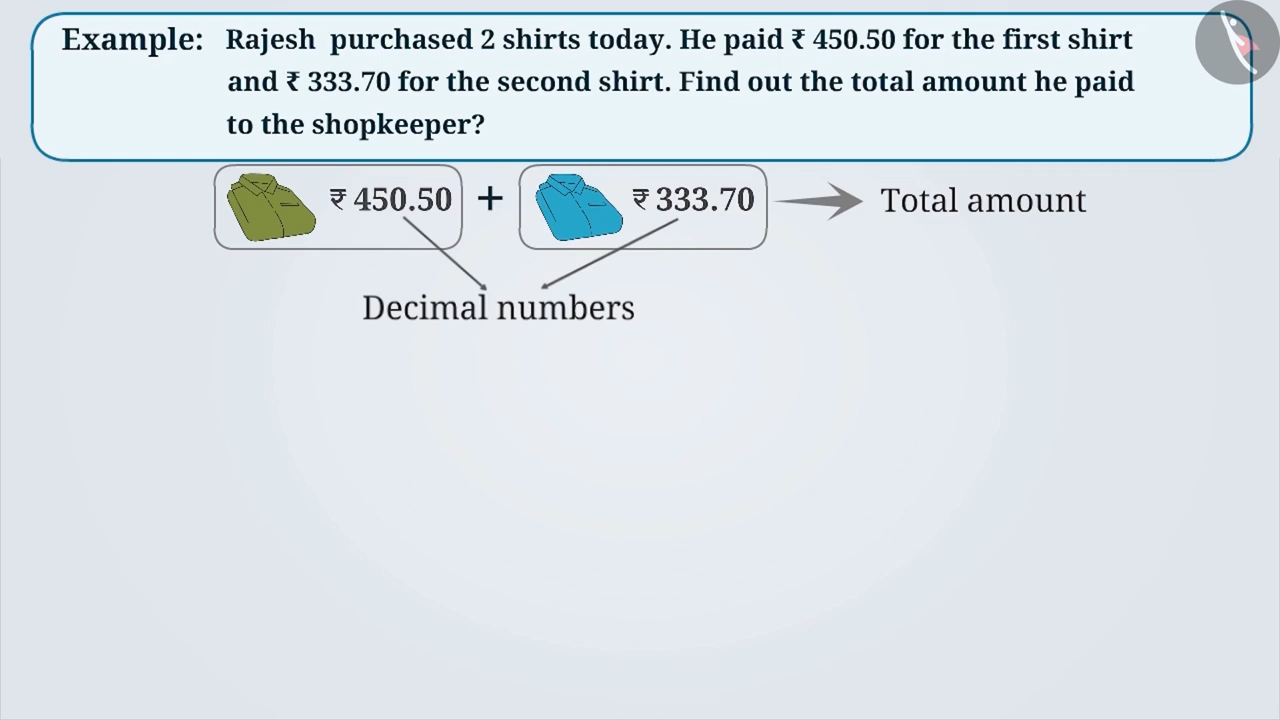 Example: Rajesh purchased 2 shirts today. He paid ₹ 450.50 for the first shirt
and ₹ 333.70 for the second shirt. Find out the total amount he paid
to the shopkeeper?
₹ 450.50 + ₹ 333.70 Total amount
Decimal numbers